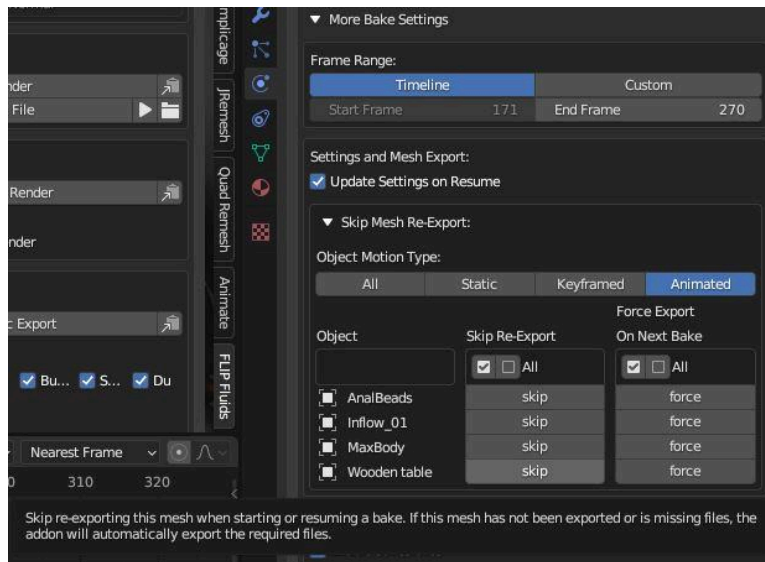 More Bake Settings
Frame Range:
Timeline Custom
Start Frame 171 End Frame 270
Settings and Mesh Export:
Update Settings on Resume
Skip Mesh Re-Export:
Object Motion Type:
All Static Keyframed Animated
Force Export
Object Skip Re-Export On Next Bake
All All
AnalBeads skip force
Inflow_01 skip force
MaxBody skip force
Wooden table skip force
File
Render
Export
Bu... S... Du
JRemesh
Quad Remesh
Animate
FLIP Fluids
Nearest Frame
310 320
Skip re-exporting this mesh when starting or resuming a bake. If this mesh has not been exported or is missing files, the
addon will automatically export the required files.